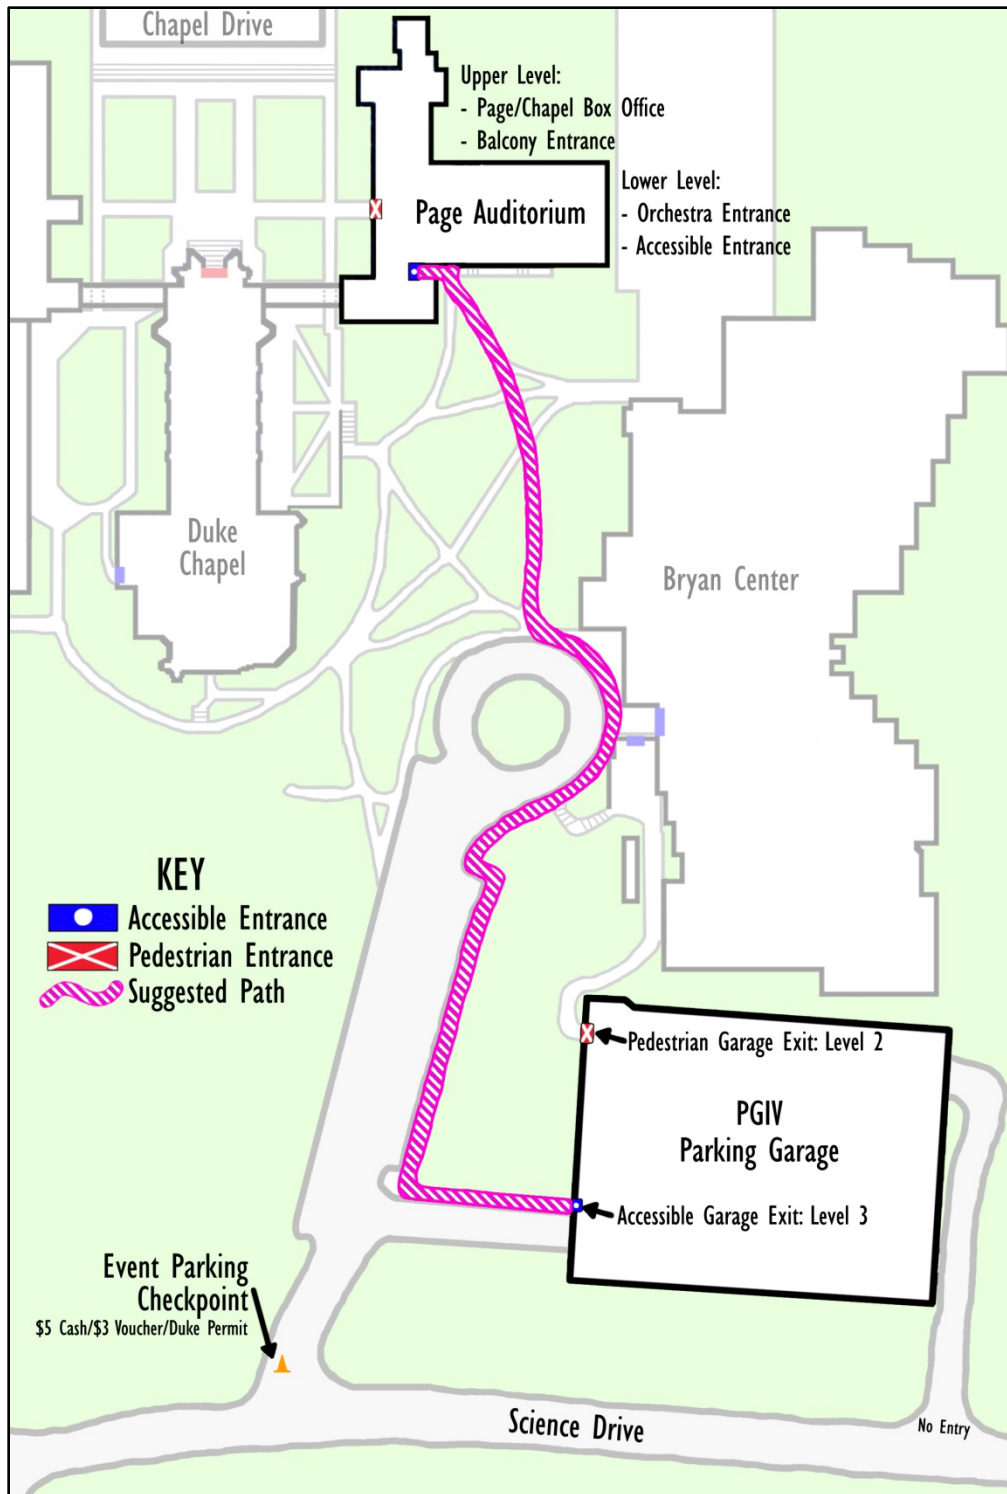 Chapel Drive
Upper Level:
- Page/Chapel Box Office
- Balcony Entrance
Lower Level:
- Orchestra Entrance
- Accessible Entrance
Page Auditorium
Duke
Chapel
Bryan Center
KEY
Accessible Entrance
Pedestrian Entrance
Suggested Path
Pedestrian Garage Exit: Level 2
PGIV
Parking Garage
Accessible Garage Exit: Level 3
Event Parking
Checkpoint
$5 Cash/$3 Voucher/Duke Permit
Science Drive
No Entry